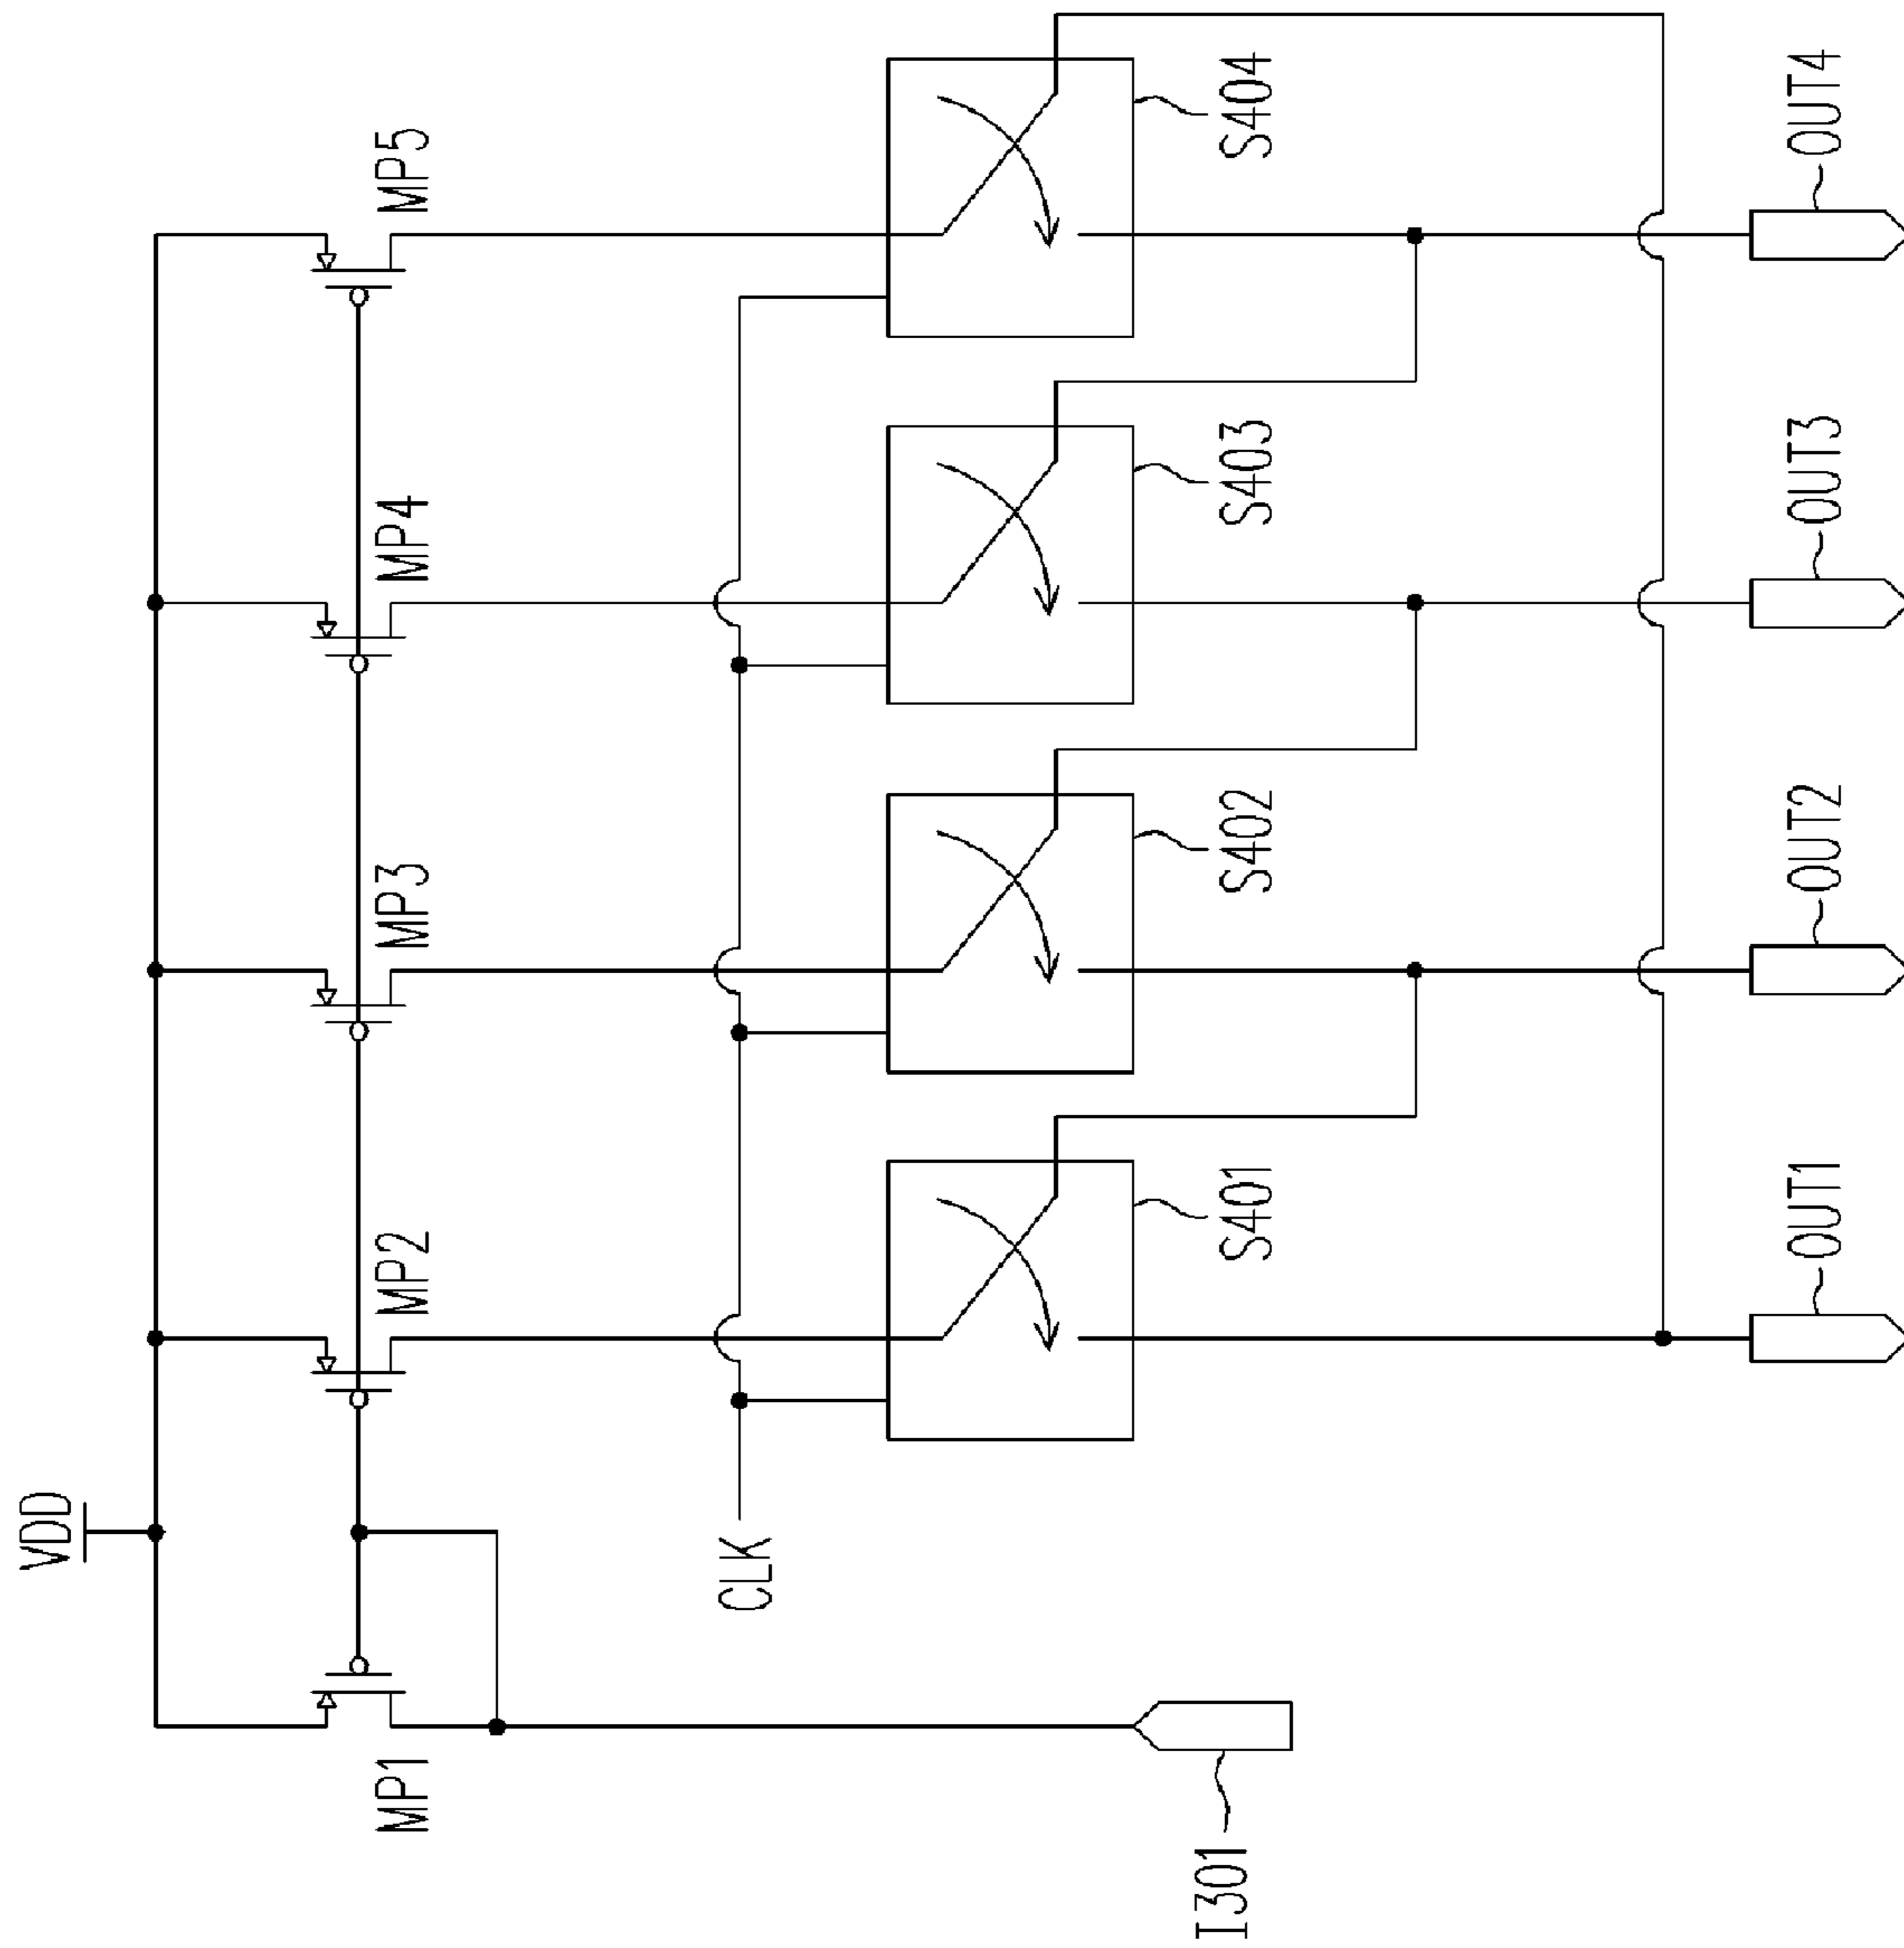 VDD
MP1
MP2
MP3
MP4
MP5
CLK
S401
S402
S403
S404
I301
OUT1
OUT2
OUT3
OUT4